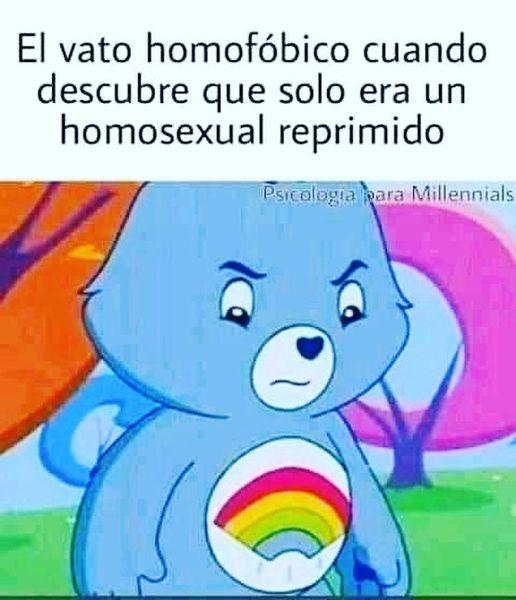 El vato homofóbico cuando
descubre que solo era un
homosexual reprimido
Psicología para Millennials